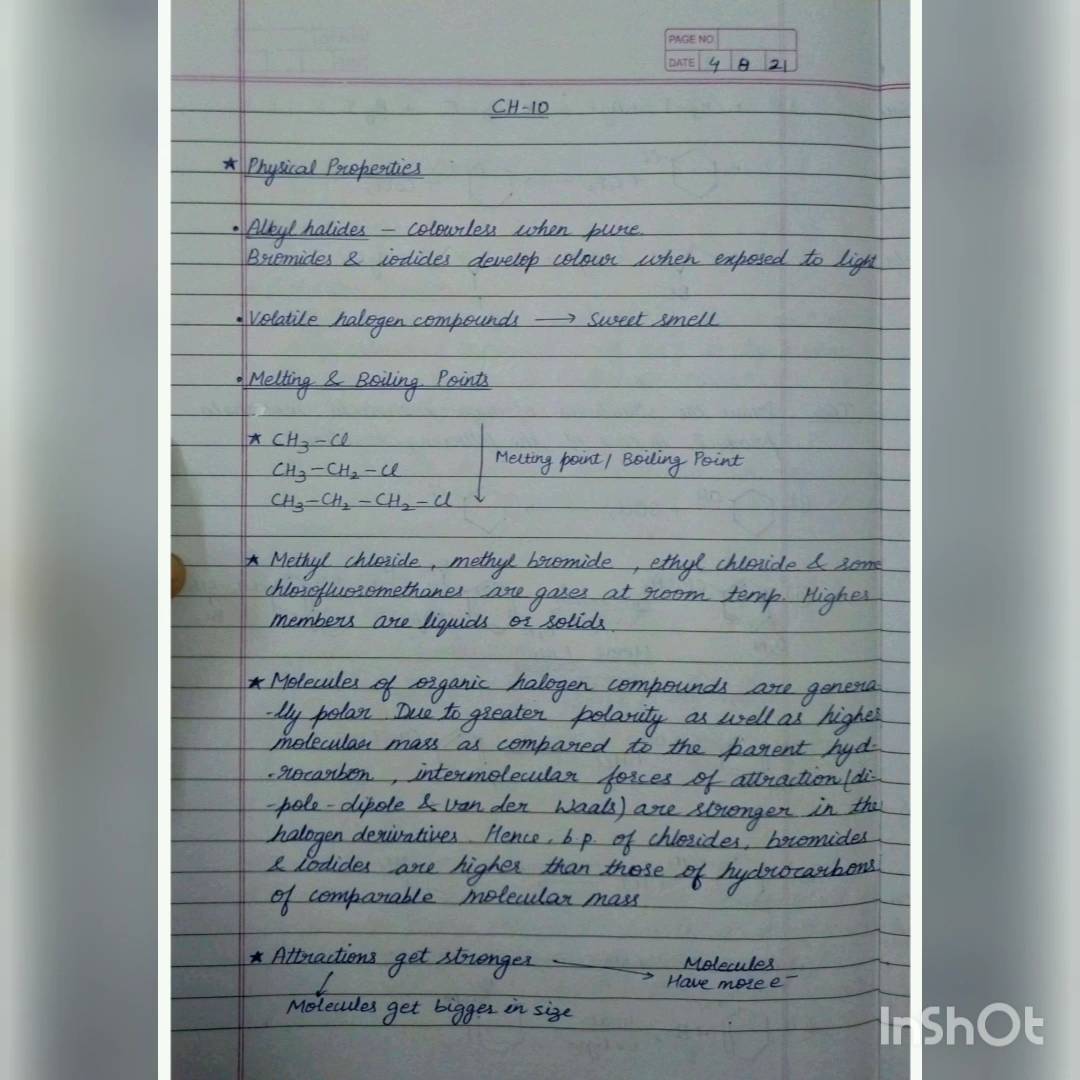 PAGE NO.
DATE 4 8 21
CH-10
★ Physical Properties
• Alkyl halides – colourless when pure.
Bromides & iodides develop colour when exposed to light
• Volatile halogen compounds → Sweet smell
• Melting & Boiling Points
★ CH₃-Cl
CH₃-CH₂-Cl
CH₃-CH₂-CH₂-Cl
↓ Melting point / Boiling Point
★ Methyl chloride, methyl bromide, ethyl chloride & some
chlorofluoromethanes are gases at room temp. Higher
members are liquids or solids.
★ Molecules of organic halogen compounds are genera
-lly polar. Due to greater polarity as well as higher
molecular mass as compared to the parent hyd-
-rocarbon, intermolecular forces of attraction (di-
-pole-dipole & van der Waals) are stronger in the
halogen derivatives. Hence, b.p. of chlorides, bromides
& iodides are higher than those of hydrocarbons
of comparable molecular mass
★ Attractions get stronger → Molecules
Have more e⁻
↓
Molecules get bigger in size
InShOt